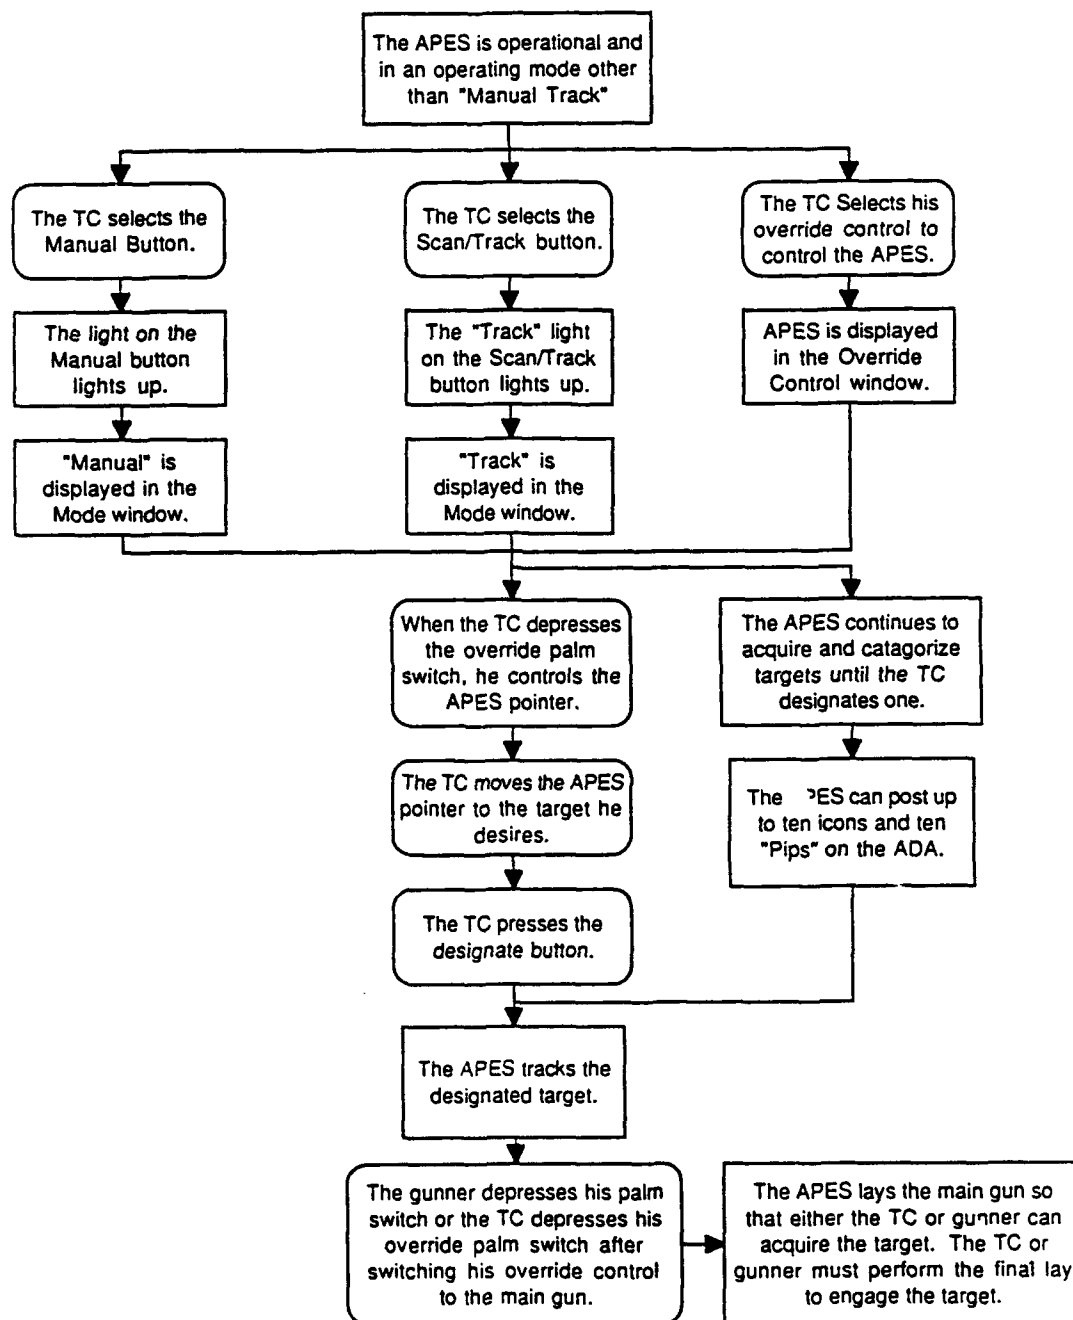 The APES is operational and
in an operating mode other
than "Manual Track"
The TC selects the
Manual Button.
The TC selects the
Scan/Track button.
The TC Selects his
override control to
control the APES.
The light on the
Manual button
lights up.
The "Track" light
on the Scan/Track
button lights up.
APES is displayed
in the Override
Control window.
"Manual" is
displayed in the
Mode window.
"Track" is
displayed in the
Mode window.
When the TC depresses
the override palm
switch, he controls the
APES pointer.
The APES continues to
acquire and catagorize
targets until the TC
designates one.
The TC moves the APES
pointer to the target he
desires.
The PES can post up
to ten icons and ten
"Pips" on the ADA.
The TC presses the
designate button.
The APES tracks the
designated target.
The gunner depresses his palm
switch or the TC depresses his
override palm switch after
switching his override control
to the main gun.
The APES lays the main gun so
that either the TC or gunner can
acquire the target. The TC or
gunner must perform the final lay
to engage the target.